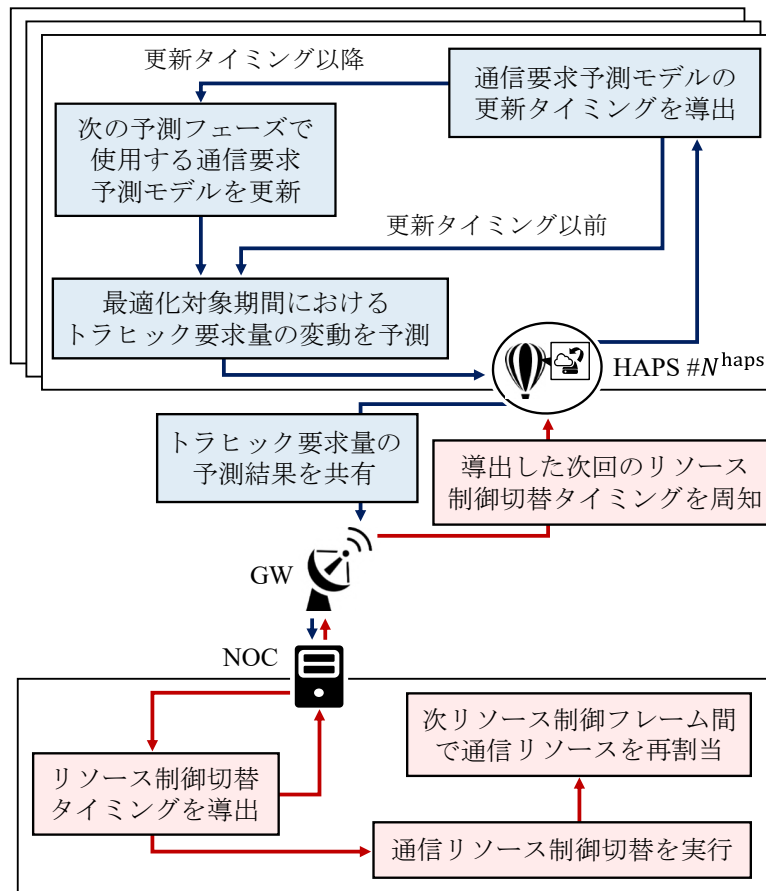 更新タイミング以降
通信要求予測モデルの
更新タイミングを導出
次の予測フェーズで
使用する通信要求
予測モデルを更新
更新タイミング以前
最適化対象期間における
トラヒック要求量の変動を予測
HAPS #N^haps
トラヒック要求量の
予測結果を共有
導出した次回のリソース
制御切替タイミングを周知
GW
NOC
次リソース制御フレーム間
で通信リソースを再割当
リソース制御切替
タイミングを導出
通信リソース制御切替を実行